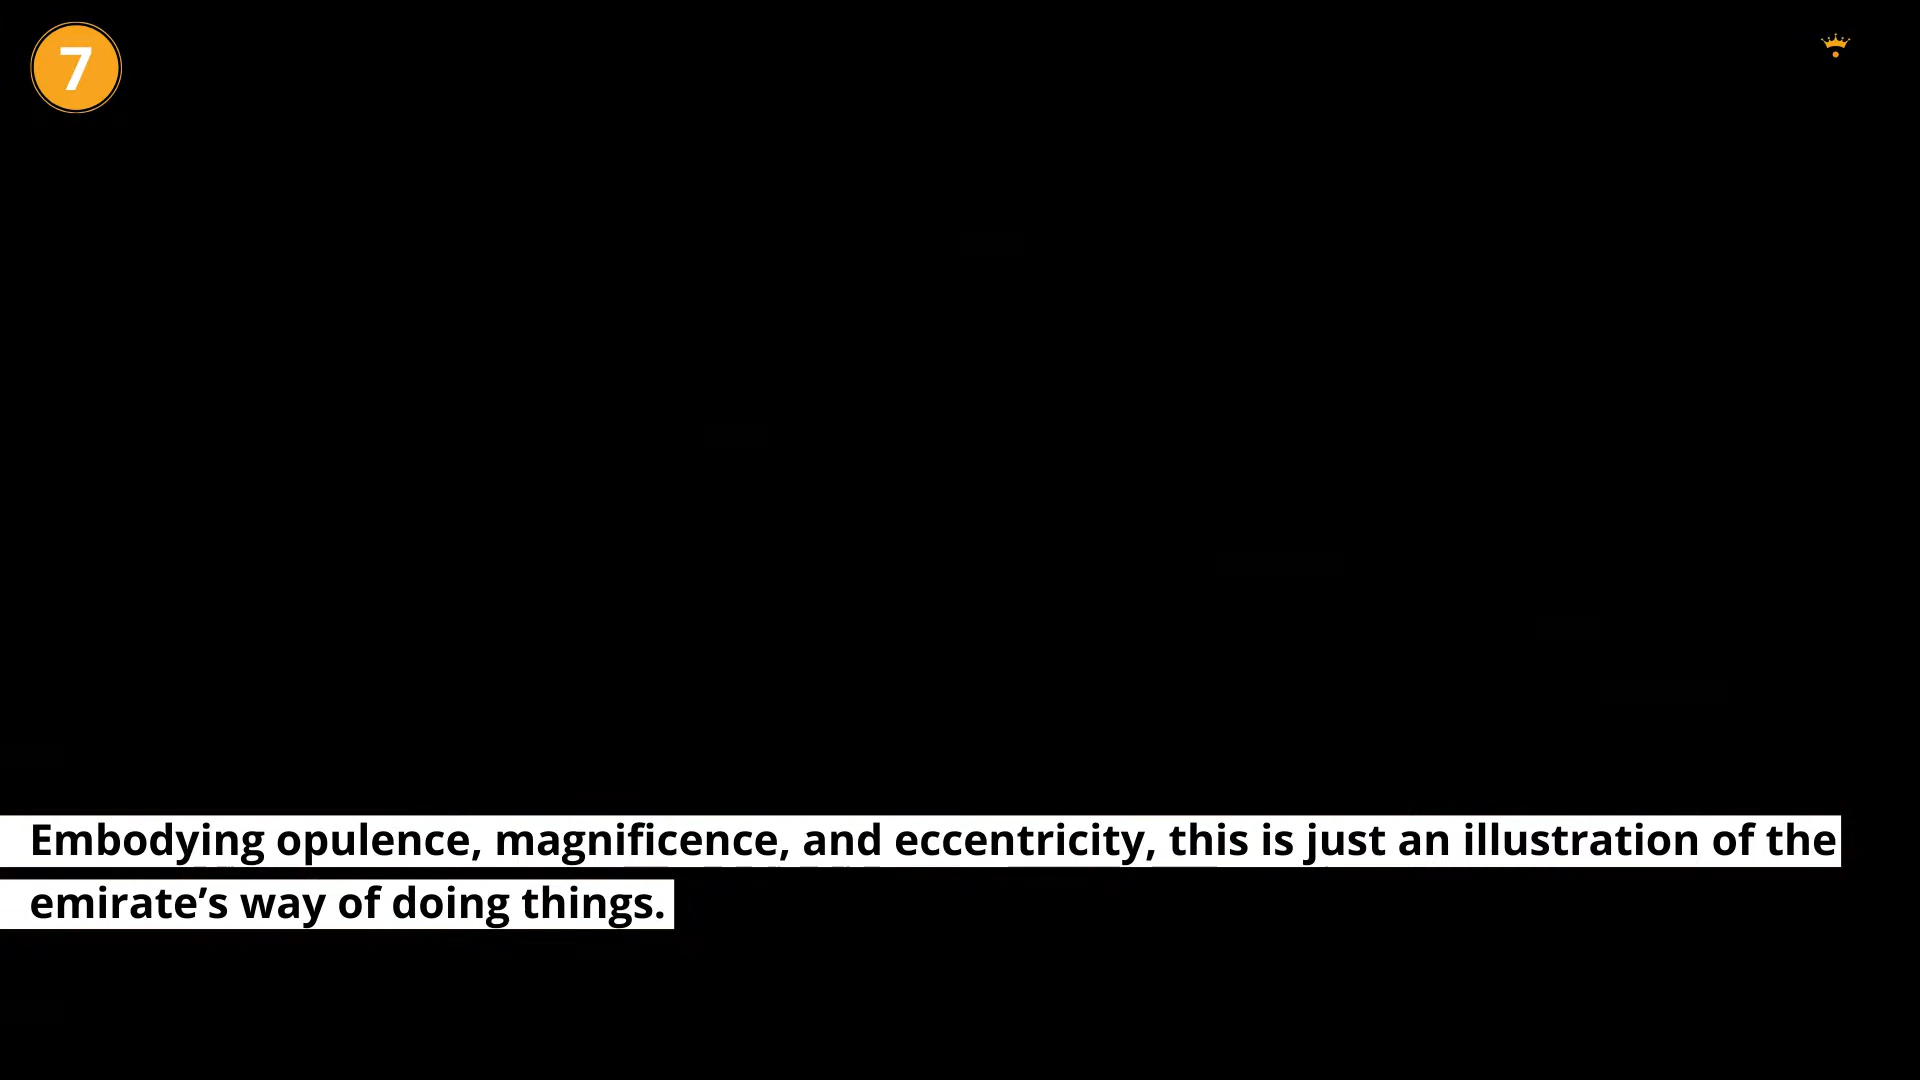 7
Embodying opulence, magnificence, and eccentricity, this is just an illustration of the
emirate’s way of doing things.